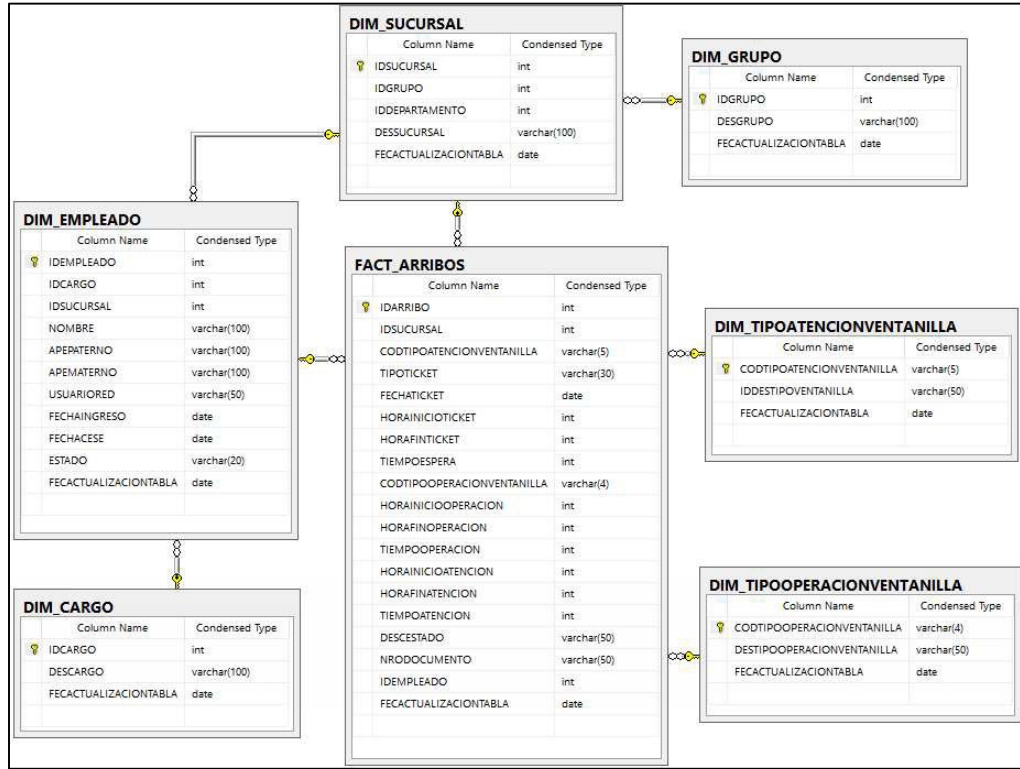 DIM_SUCURSAL
Column Name Condensed Type
IDSUCURSAL int
IDGRUPO int
IDDEPARTAMENTO int
DESSUCURSAL varchar(100)
FECACTUALIZACIONTABLA date
DIM_GRUPO
Column Name Condensed Type
IDGRUPO int
DESGRUPO varchar(100)
FECACTUALIZACIONTABLA date
DIM_EMPLEADO
Column Name Condensed Type
IDEMPLEADO int
IDCARGO int
IDSUCURSAL int
NOMBRE varchar(100)
APEPATERNO varchar(100)
APEMATERNO varchar(100)
USUARIORED varchar(50)
FECHAINGRESO date
FECHACESE date
ESTADO varchar(20)
FECACTUALIZACIONTABLA date
FACT_ARRIBOS
Column Name Condensed Type
IDARRIBO int
IDSUCURSAL int
CODTIPOATENCIONVENTANILLA varchar(5)
TIPOTICKET varchar(30)
FECHATICKET date
HORAINICIOTICKET int
HORAFINTICKET int
TIEMPOESPERA int
CODTIPOOPERACIONVENTANILLA varchar(4)
HORAINICIOOPERACION int
HORAFINOPERACION int
TIEMPOOPERACION int
HORAINICIOATENCION int
HORAFINATENCION int
TIEMPOATENCION int
DESCESTADO varchar(50)
NRODOCUMENTO varchar(50)
IDEMPLEADO int
FECACTUALIZACIONTABLA date
DIM_TIPOATENCIONVENTANILLA
Column Name Condensed Type
CODTIPOATENCIONVENTANILLA varchar(5)
IDDESTIPOVENTANILLA varchar(50)
FECACTUALIZACIONTABLA date
DIM_CARGO
Column Name Condensed Type
IDCARGO int
DESCARGO varchar(100)
FECACTUALIZACIONTABLA date
DIM_TIPOOPERACIONVENTANILLA
Column Name Condensed Type
CODTIPOOPERACIONVENTANILLA varchar(4)
DESTIPOOPERACIONVENTANILLA varchar(50)
FECACTUALIZACIONTABLA date